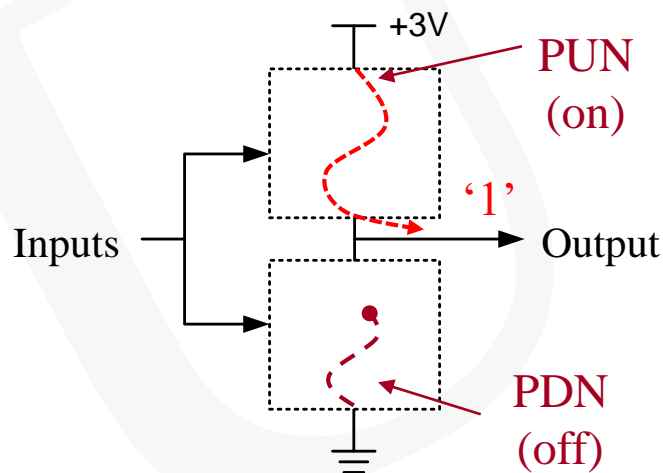 +3V
PUN
(on)
‘1’
Inputs
Output
PDN
(off)